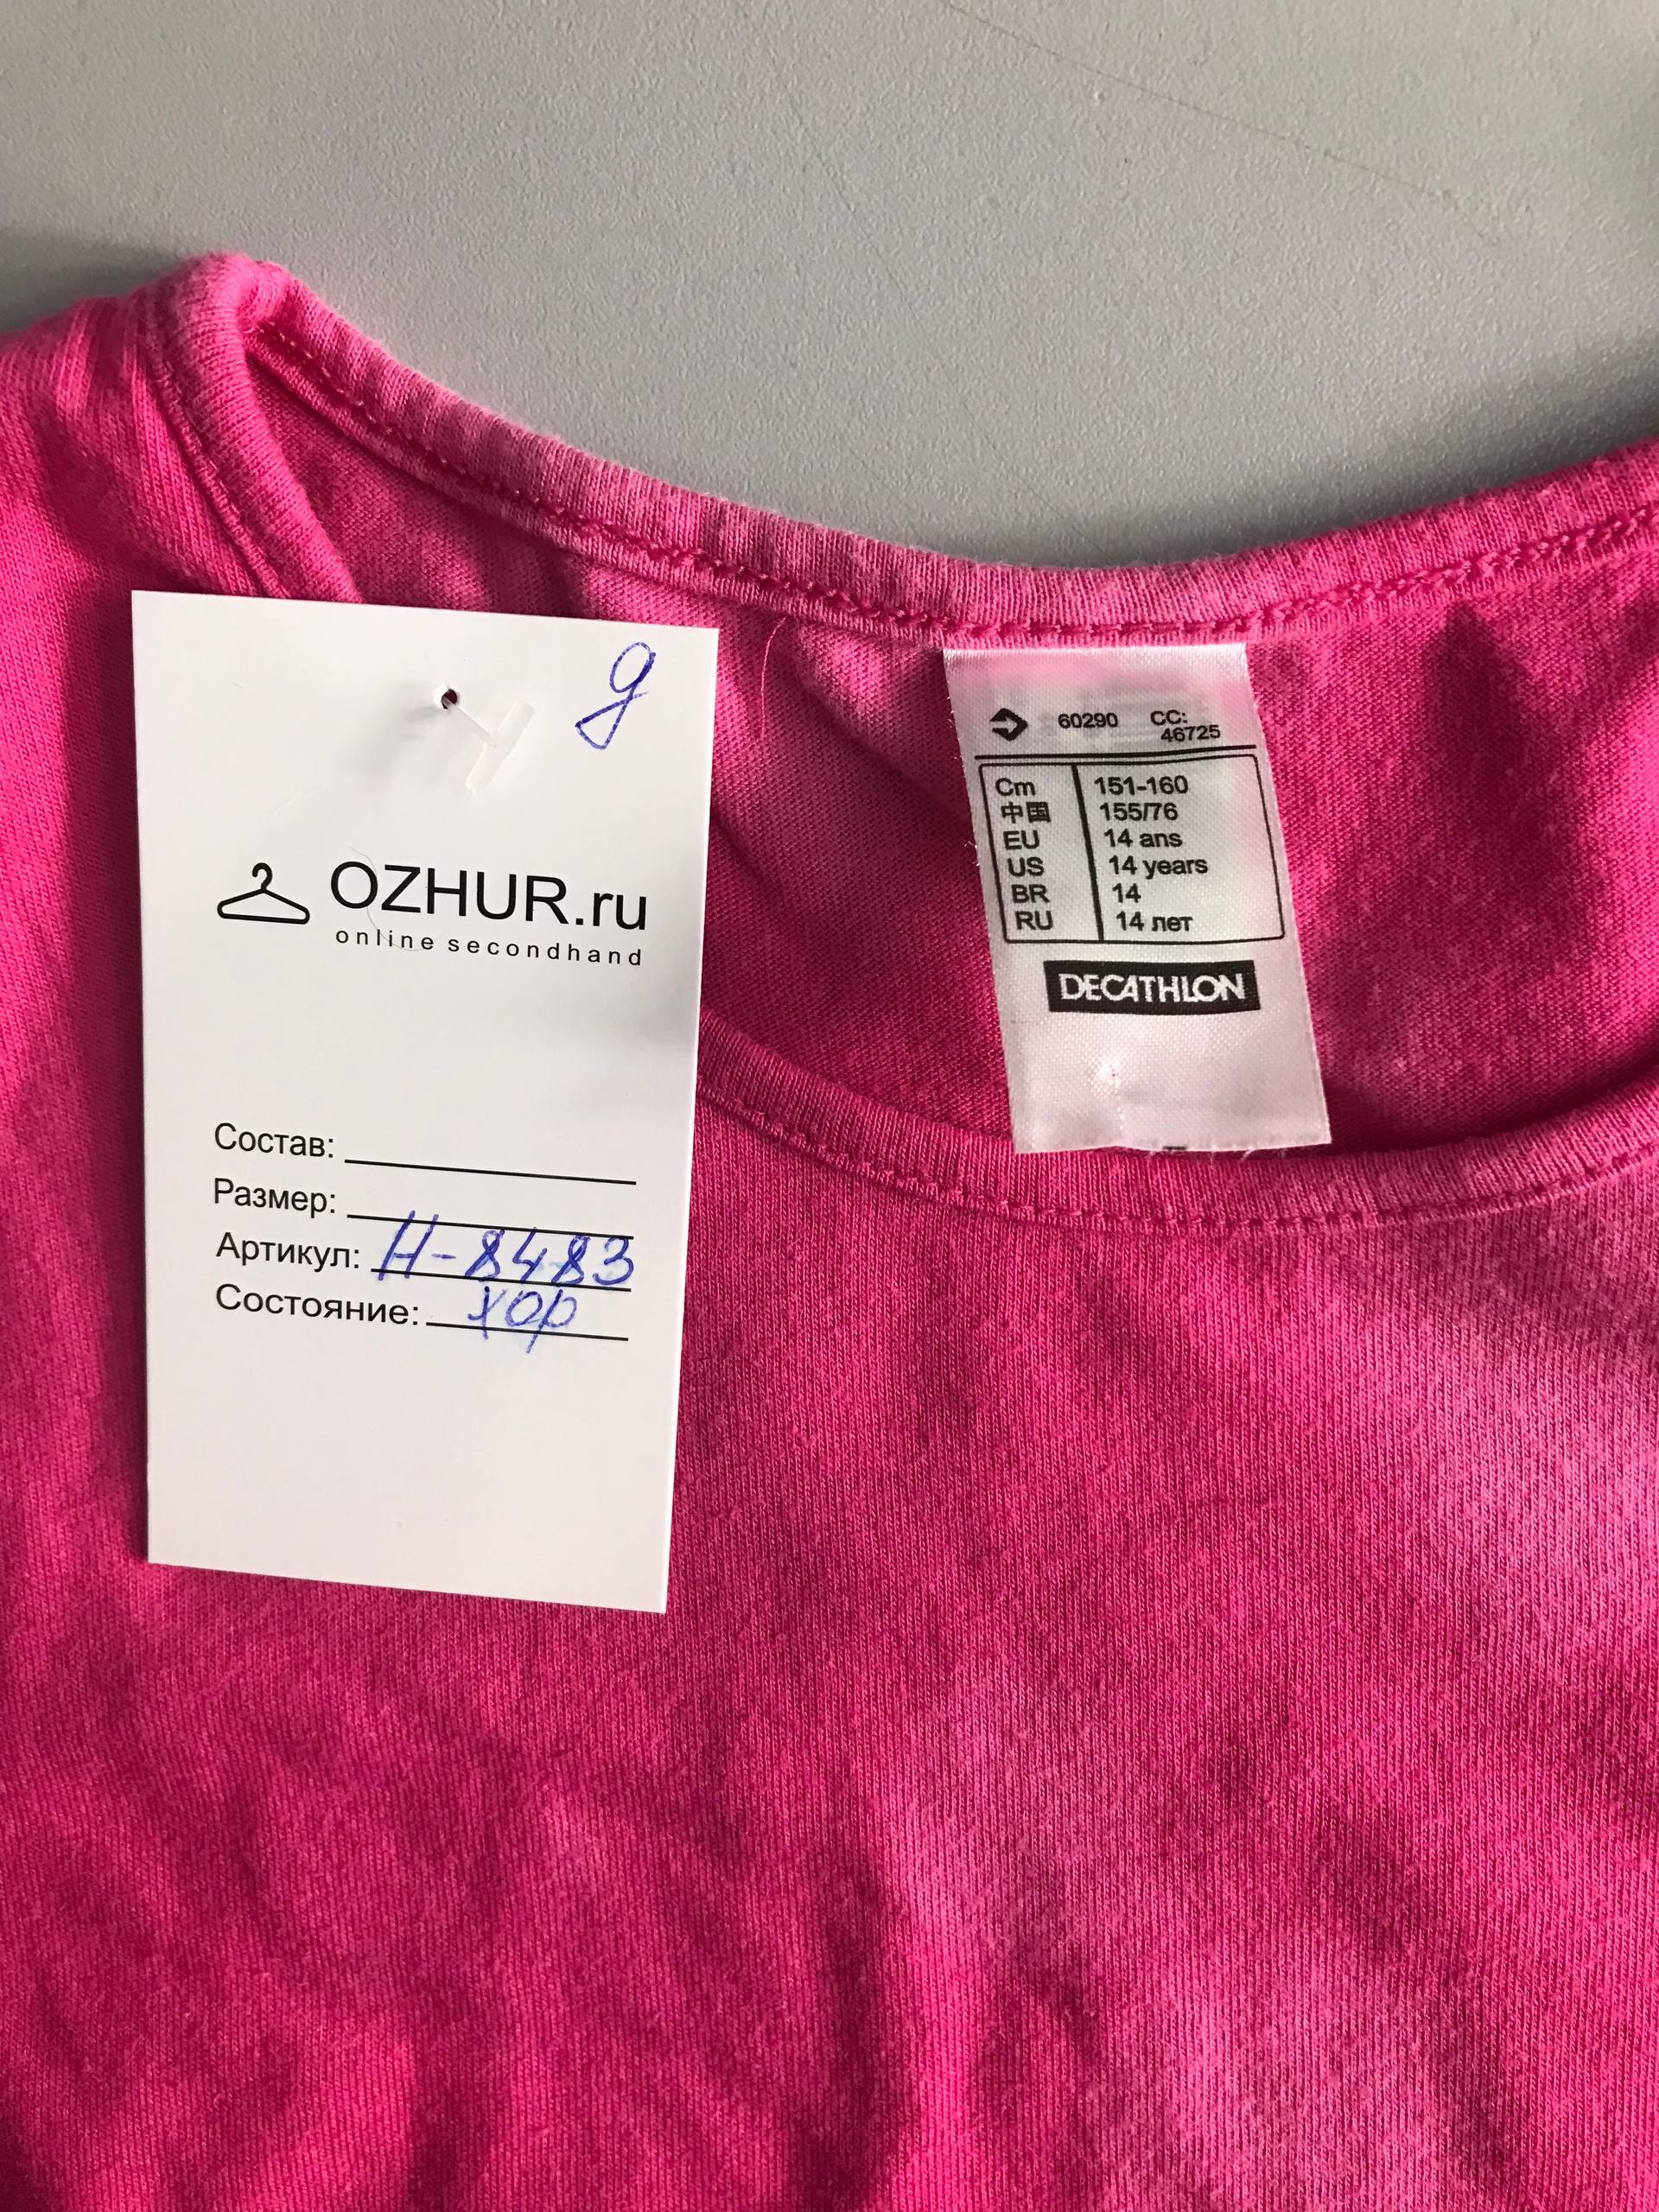 д
OZHUR.ru
online secondhand
Состав:
Размер:
Артикул: Н-8483
Состояние: хор
60290 CC: 46725
Cm 151-160
中国 155/76
EU 14 ans
US 14 years
BR 14
RU 14 лет
DECATHLON